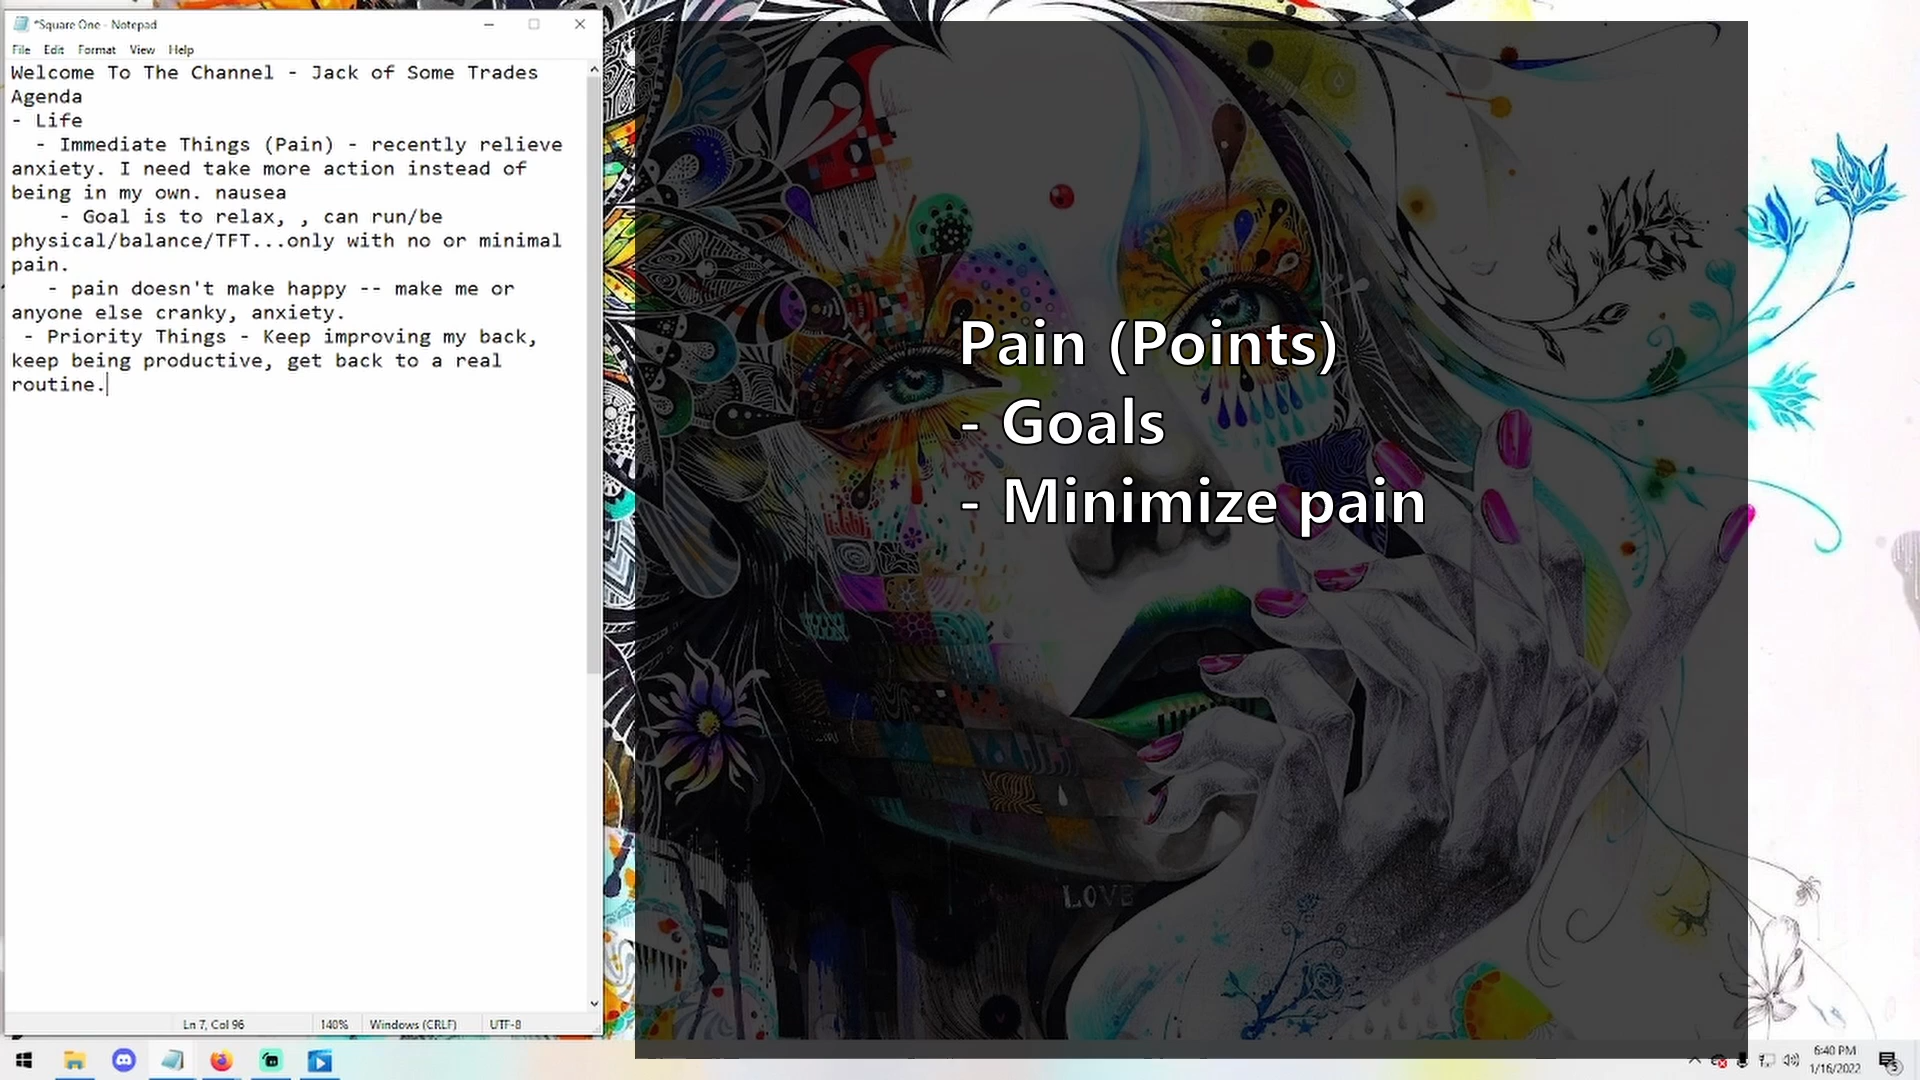 *Square One - Notepad
File Edit Format View Help
Welcome To The Channel - Jack of Some Trades
Agenda
- Life
- Immediate Things (Pain) - recently relieve
anxiety. I need take more action instead of
being in my own. nausea
- Goal is to relax, , can run/be
physical/balance/TFT...only with no or minimal
pain.
- pain doesn't make happy -- make me or
anyone else cranky, anxiety.
- Priority Things - Keep improving my back,
keep being productive, get back to a real
routine.
Ln 7, Col 96 140% Windows (CRLF) UTF-8
Pain (Points)
- Goals
- Minimize pain
LOVE
6:40 PM
1/16/2022
5